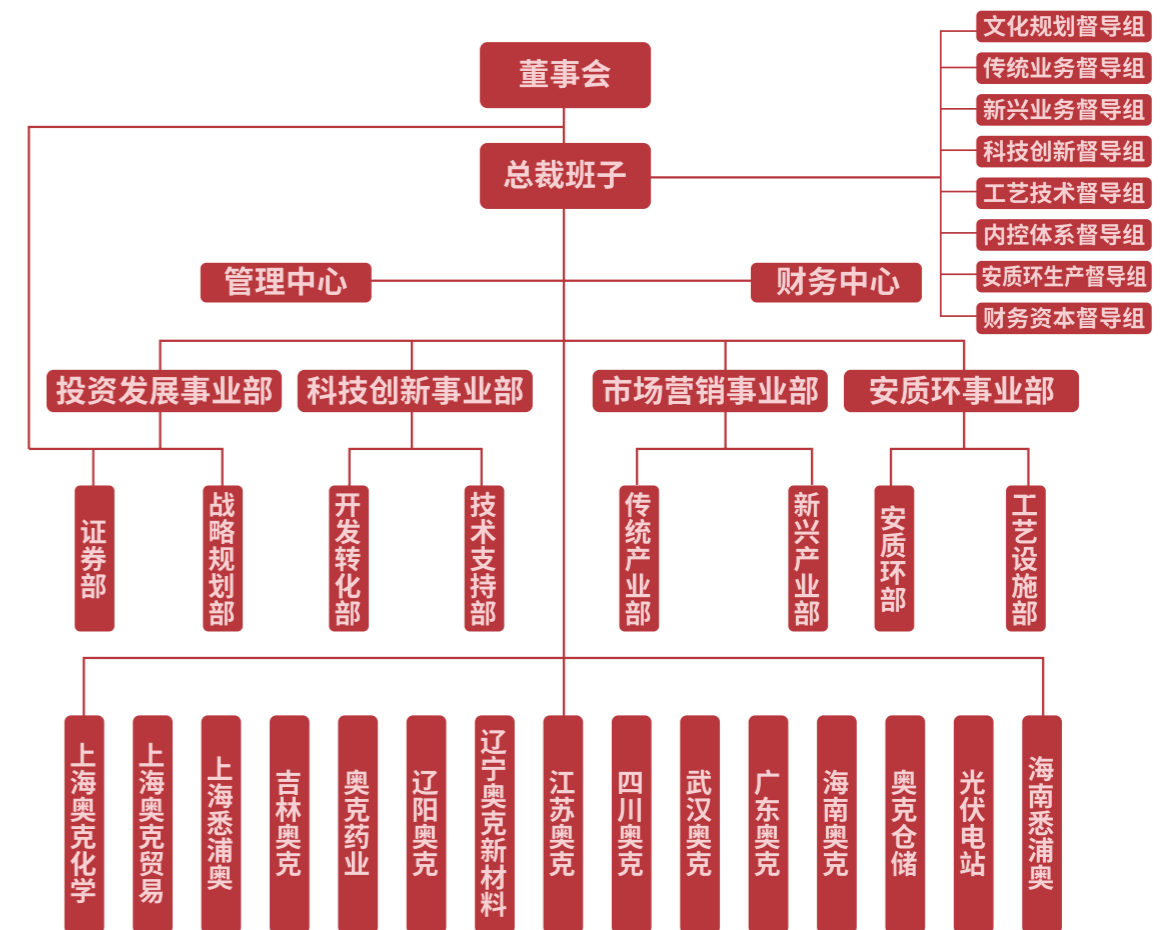 董事会
总裁班子
文化规划督导组
传统业务督导组
新兴业务督导组
科技创新督导组
工艺技术督导组
内控体系督导组
安质环生产督导组
财务资本督导组
管理中心
财务中心
投资发展事业部
科技创新事业部
市场营销事业部
安质环事业部
证券部
战略规划部
开发转化部
技术支持部
传统产业部
新兴产业部
安质环部
工艺设施部
上海奥克化学
上海奥克贸易
上海悉浦奥
吉林奥克
奥克药业
辽阳奥克
辽宁奥克新材料
江苏奥克
四川奥克
武汉奥克
广东奥克
海南奥克
奥克仓储
光伏电站
海南悉浦奥